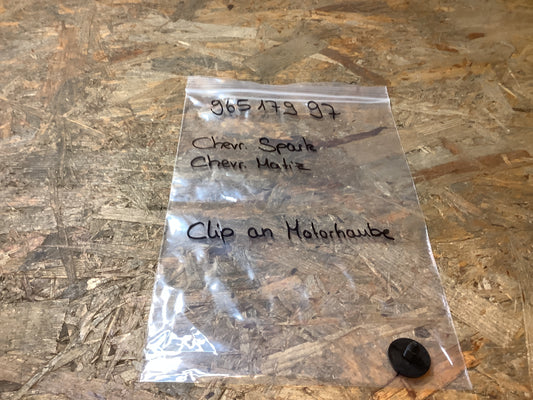 965 179 97
Chevr. Spark
Chevr. Matiz
Clip an Motorhaube